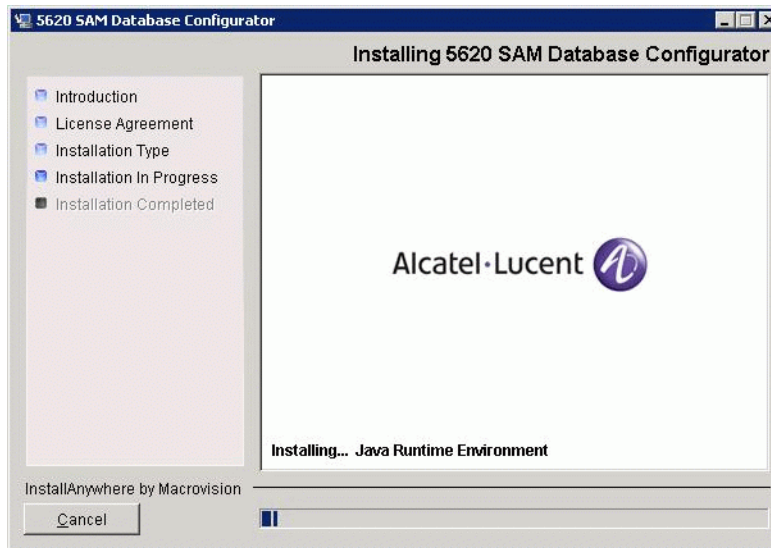 5620 SAM Database Configurator
Installing 5620 SAM Database Configurator
Introduction
License Agreement
Installation Type
Installation In Progress
Installation Completed
Alcatel·Lucent
Installing... Java Runtime Environment
InstallAnywhere by Macrovision
Cancel